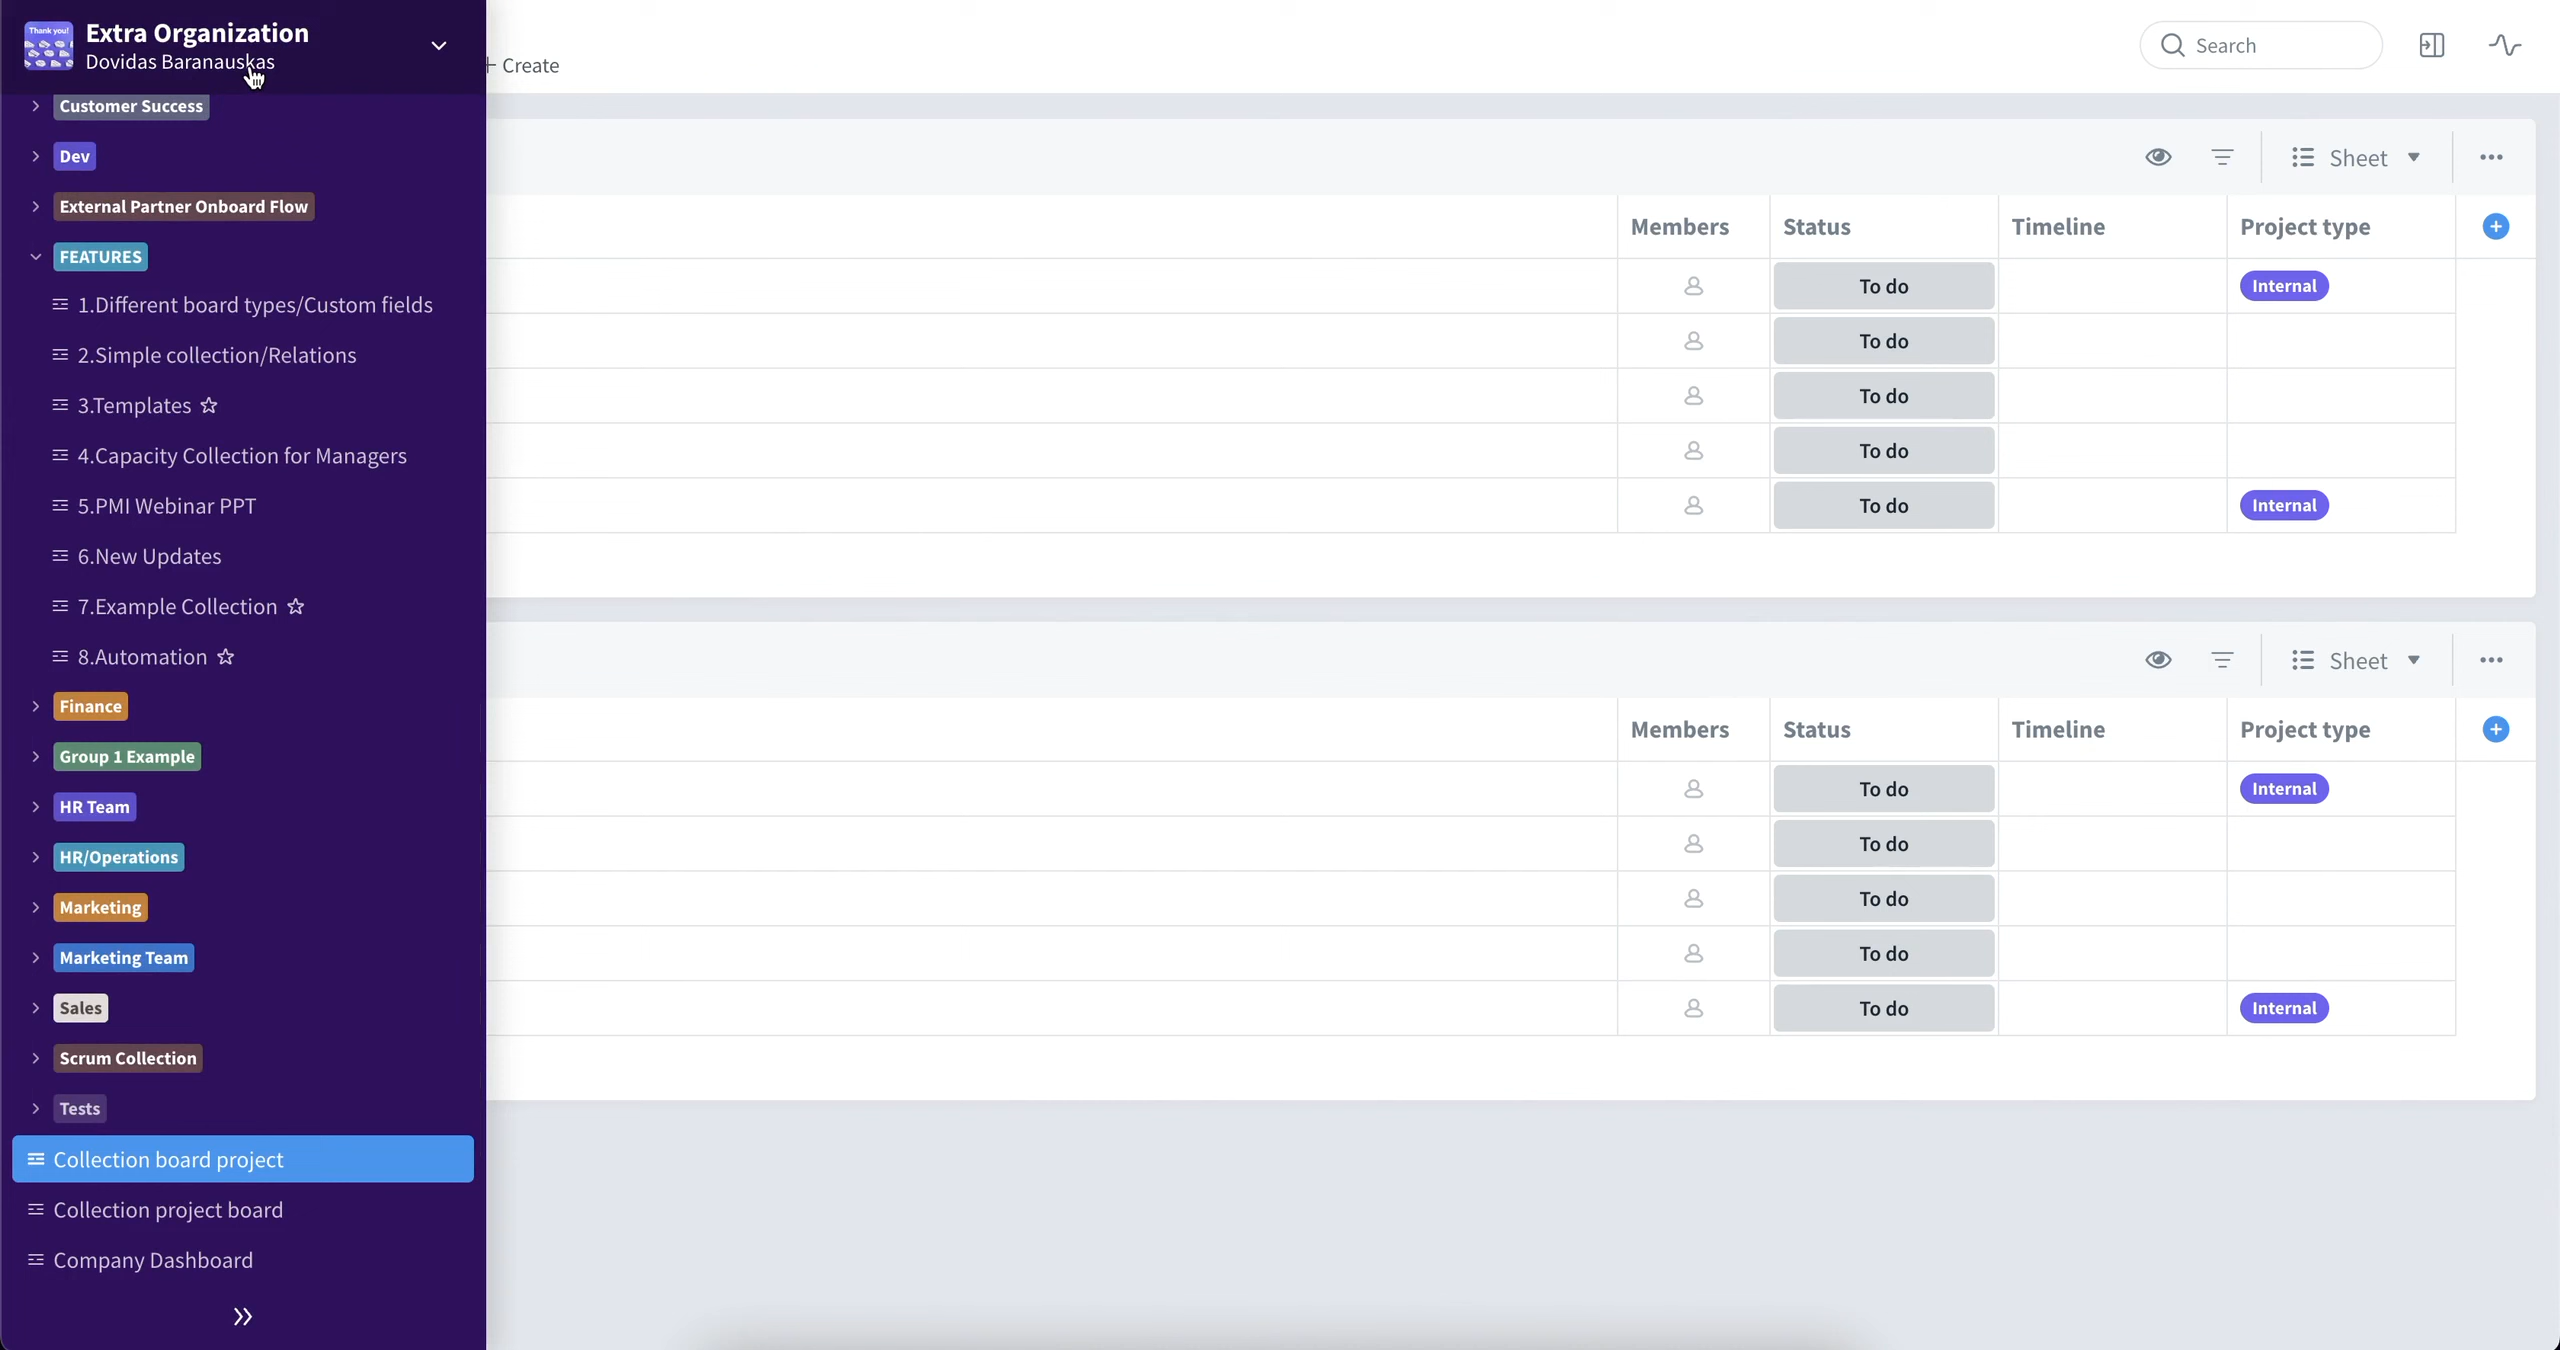 Thank you!
Extra Organization
Dovidas Baranauskas
Create
Search
Customer Success
Dev
External Partner Onboard Flow
FEATURES
1.Different board types/Custom fields
2.Simple collection/Relations
3.Templates
4.Capacity Collection for Managers
5.PMI Webinar PPT
6.New Updates
7.Example Collection
8.Automation
Finance
Group 1 Example
HR Team
HR/Operations
Marketing
Marketing Team
Sales
Scrum Collection
Tests
Collection board project
Collection project board
Company Dashboard
Sheet
Members Status Timeline Project type
To do Internal
To do
To do
To do
To do Internal
Sheet
Members Status Timeline Project type
To do Internal
To do
To do
To do
To do Internal